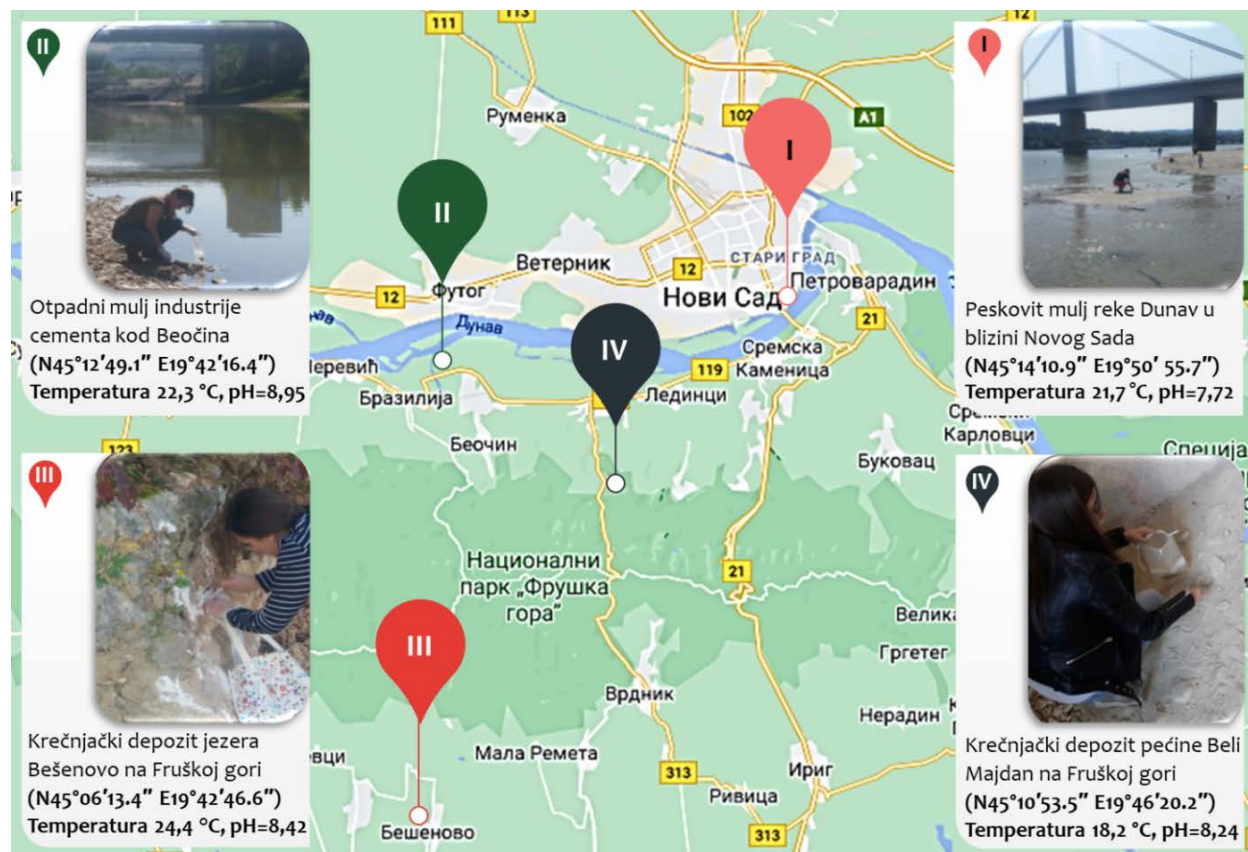 II
Otpadni mulj industrije
cementa kod Beočina
(N45°12′49.1″ E19°42′16.4″)
Temperatura 22,3 °C, pH=8,95
I
Peskovit mulj reke Dunav u
blizini Novog Sada
(N45°14′10.9″ E19°50′ 55.7″)
Temperatura 21,7 °C, pH=7,72
III
Krečnjački depozit jezera
Bešenovo na Fruškoj gori
(N45°06′13.4″ E19°42′46.6″)
Temperatura 24,4 °C, pH=8,42
IV
Krečnjački depozit pećine Beli
Majdan na Fruškoj gori
(N45°10′53.5″ E19°46′20.2″)
Temperatura 18,2 °C, pH=8,24
111
113
12
Руменка
102
A1
I
II
Ветерник
12
СТАРИ ГРАД
12
Футог
Нови Сад
Петроварадин
Дунав
21
IV
Сремска
Каменица
119
Лединци
Бразилија
Беочин
Буковац
Карловци
123
Национални
парк „Фрушка
гора“
21
III
Гргетег
Врдник
Нерадин
Мала Ремета
313
Ириг
Ривица
Бешеново
313